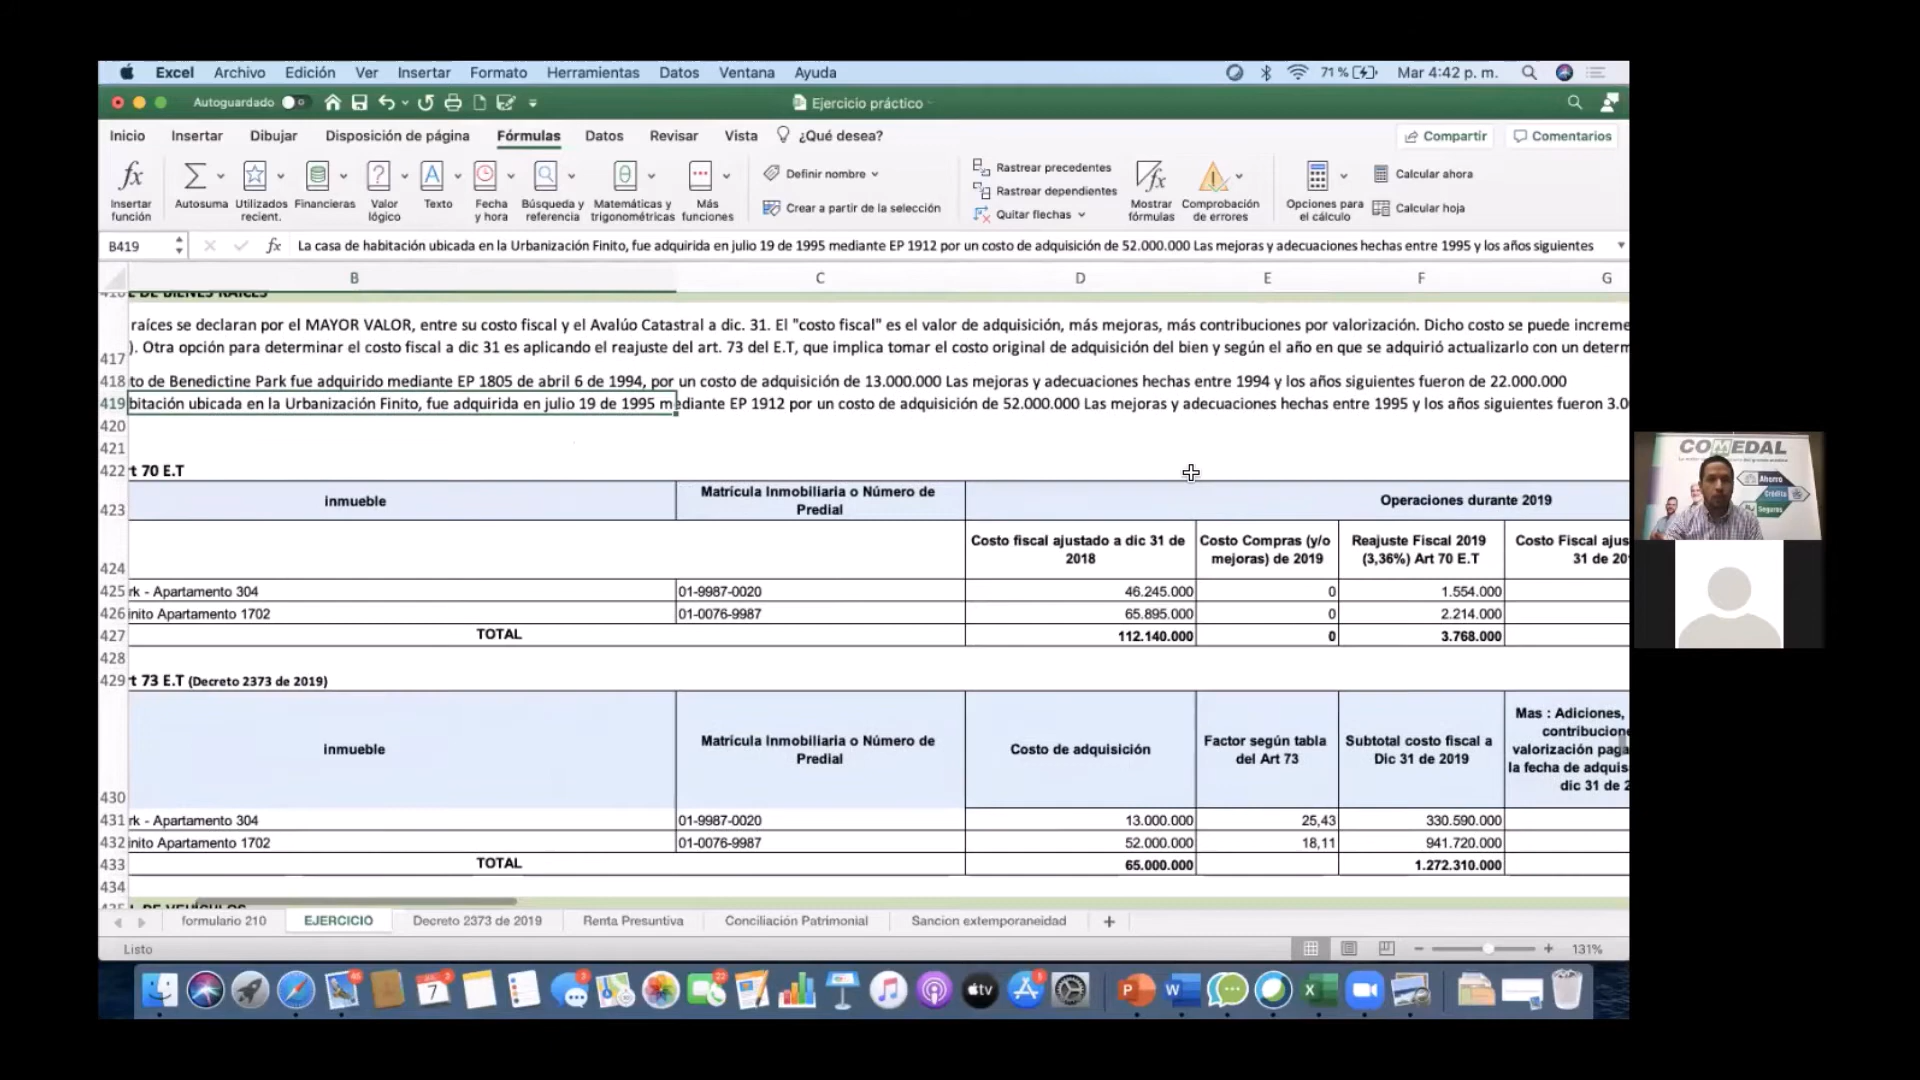 Excel Archivo Edición Ver Insertar Formato Herramientas Datos Ventana Ayuda 71% Mar 4:42 p. m.
Autoguardado Ejercicio práctico
Inicio Insertar Dibujar Disposición de página Fórmulas Datos Revisar Vista ¿Qué desea? Compartir Comentarios
Insertar función Autosuma Utilizados recient. Financieras Valor lógico Texto Fecha y hora Búsqueda y referencia Matemáticas y trigonométricas Más funciones
Definir nombre
Crear a partir de la selección
Rastrear precedentes
Rastrear dependientes
Quitar flechas
Mostrar fórmulas Comprobación de errores Opciones para el cálculo
Calcular ahora
Calcular hoja
B419 fx La casa de habitación ubicada en la Urbanización Finito, fue adquirida en julio 19 de 1995 mediante EP 1912 por un costo de adquisición de 52.000.000 Las mejoras y adecuaciones hechas entre 1995 y los años siguientes
B C D E F G
E DE BIENES RAICES
raíces se declaran por el MAYOR VALOR, entre su costo fiscal y el Avalúo Catastral a dic. 31. El "costo fiscal" es el valor de adquisición, más mejoras, más contribuciones por valorización. Dicho costo se puede increme
417 ). Otra opción para determinar el costo fiscal a dic 31 es aplicando el reajuste del art. 73 del E.T, que implica tomar el costo original de adquisición del bien y según el año en que se adquirió actualizarlo con un determ
418 to de Benedictine Park fue adquirido mediante EP 1805 de abril 6 de 1994, por un costo de adquisición de 13.000.000 Las mejoras y adecuaciones hechas entre 1994 y los años siguientes fueron de 22.000.000
419 bitación ubicada en la Urbanización Finito, fue adquirida en julio 19 de 1995 mediante EP 1912 por un costo de adquisición de 52.000.000 Las mejoras y adecuaciones hechas entre 1995 y los años siguientes fueron 3.0
420
421
422 t 70 E.T
423 inmueble Matrícula Inmobiliaria o Número de Predial Operaciones durante 2019
424 Costo fiscal ajustado a dic 31 de 2018 Costo Compras (y/o mejoras) de 2019 Reajuste Fiscal 2019 (3,36%) Art 70 E.T Costo Fiscal ajus 31 de 20
425 rk - Apartamento 304 01-9987-0020 46.245.000 0 1.554.000
426 inito Apartamento 1702 01-0076-9987 65.895.000 0 2.214.000
427 TOTAL 112.140.000 0 3.768.000
428
429 t 73 E.T (Decreto 2373 de 2019)
430 inmueble Matrícula Inmobiliaria o Número de Predial Costo de adquisición Factor según tabla del Art 73 Subtotal costo fiscal a Dic 31 de 2019 Mas : Adiciones, contribucione valorización paga la fecha de adquis dic 31 de 2
431 rk - Apartamento 304 01-9987-0020 13.000.000 25,43 330.590.000
432 inito Apartamento 1702 01-0076-9987 52.000.000 18,11 941.720.000
433 TOTAL 65.000.000 1.272.310.000
434
formulario 210 EJERCICIO Decreto 2373 de 2019 Renta Presuntiva Conciliación Patrimonial Sancion extemporaneidad +
Listo 131%
COMEDAL
Ahorro
Crédito
Seguros